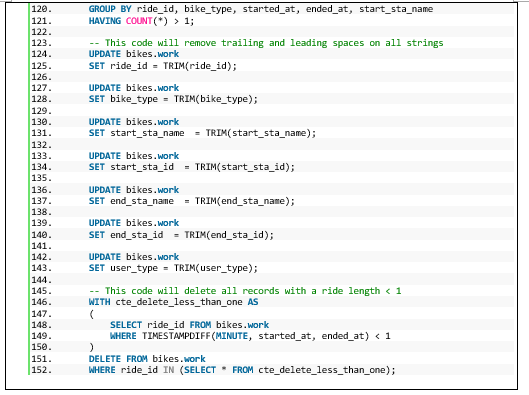 120. GROUP BY ride_id, bike_type, started_at, ended_at, start_sta_name
121. HAVING COUNT(*) > 1;
122.
123. -- This code will remove trailing and leading spaces on all strings
124. UPDATE bikes.work
125. SET ride_id = TRIM(ride_id);
126.
127. UPDATE bikes.work
128. SET bike_type = TRIM(bike_type);
129.
130. UPDATE bikes.work
131. SET start_sta_name  = TRIM(start_sta_name);
132.
133. UPDATE bikes.work
134. SET start_sta_id  = TRIM(start_sta_id);
135.
136. UPDATE bikes.work
137. SET end_sta_name  = TRIM(end_sta_name);
138.
139. UPDATE bikes.work
140. SET end_sta_id  = TRIM(end_sta_id);
141.
142. UPDATE bikes.work
143. SET user_type = TRIM(user_type);
144.
145. -- This code will delete all records with a ride length < 1
146. WITH cte_delete_less_than_one AS
147. (
148. SELECT ride_id FROM bikes.work
149. WHERE TIMESTAMPDIFF(MINUTE, started_at, ended_at) < 1
150. )
151. DELETE FROM bikes.work
152. WHERE ride_id IN (SELECT * FROM cte_delete_less_than_one);